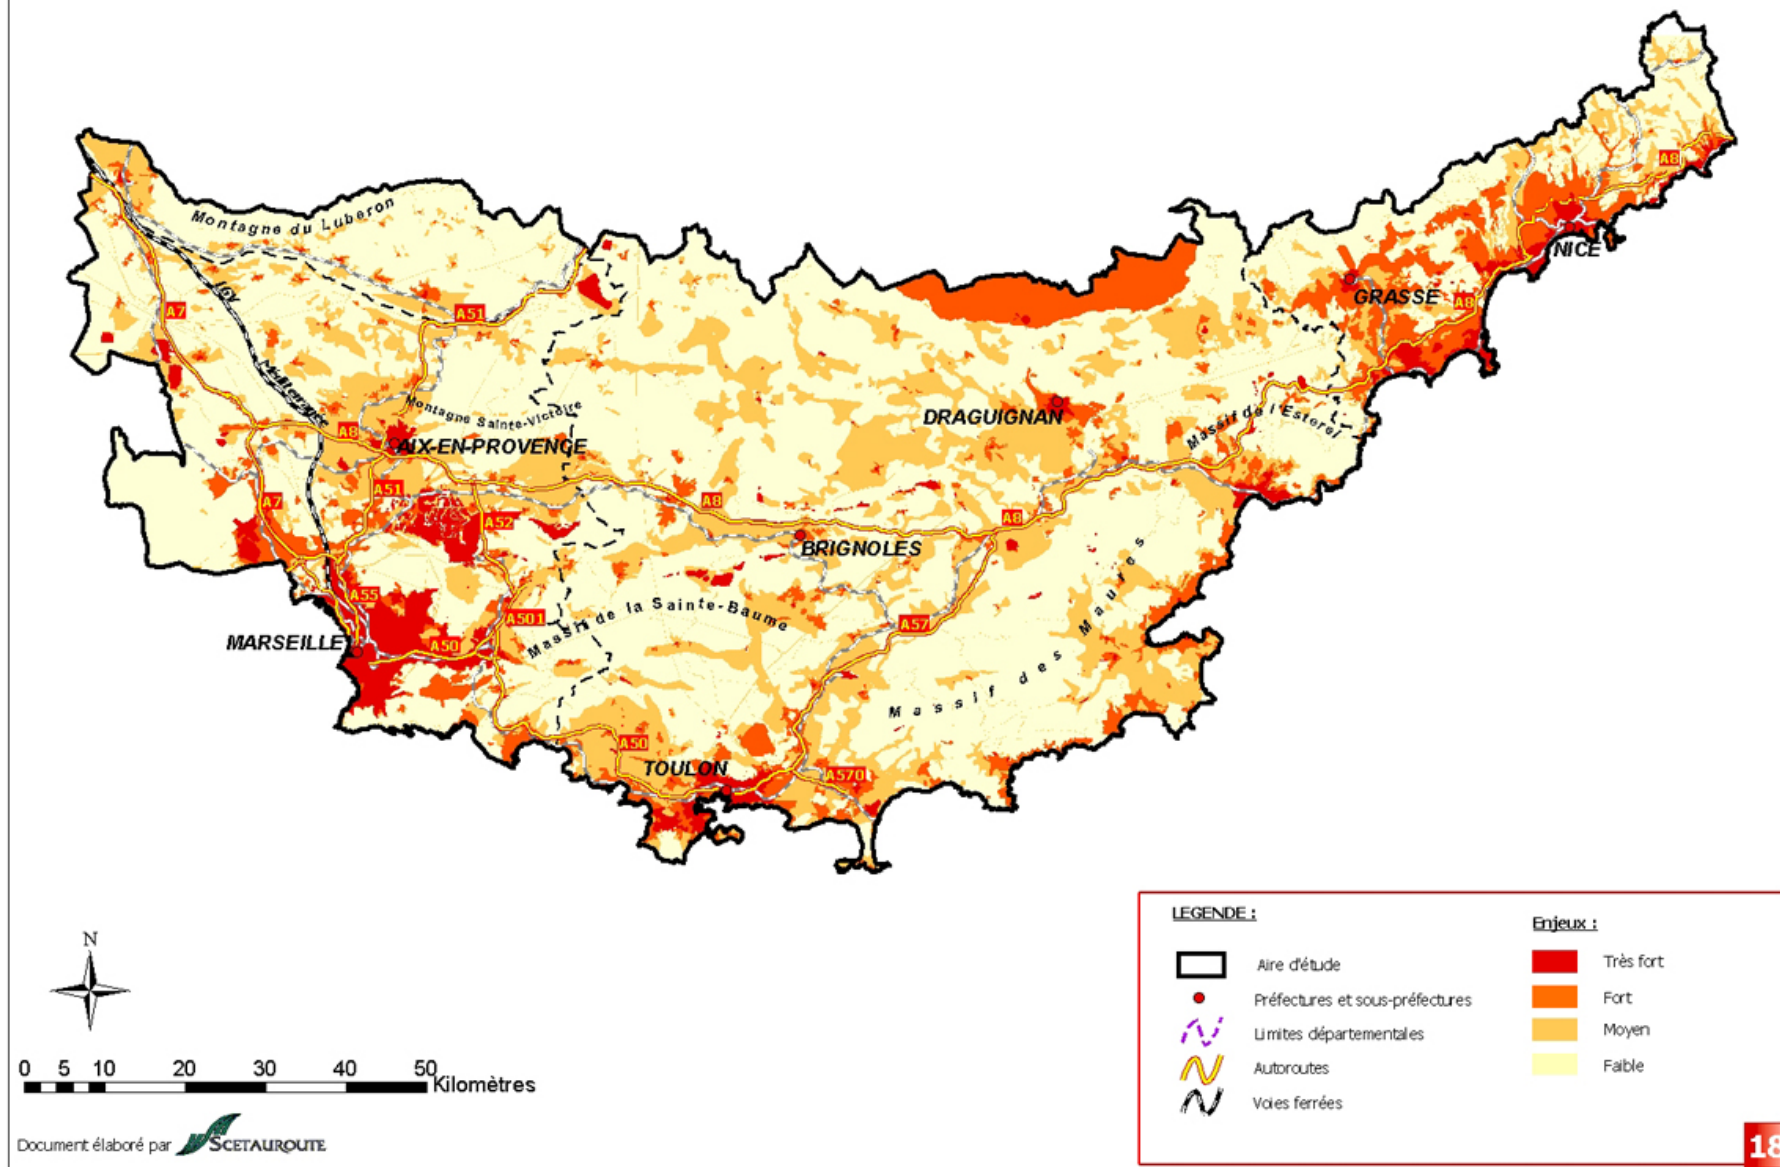 Montagne du Luberon
A8
NICE
GRASSE
A8
A7
LGV
A51
Méditerranée
Montagne Sainte-Victoire
DRAGUIGNAN
Massif de l'Esterel
A8
AIX-EN-PROVENCE
A51
A7
A52
A8
A8
BRIGNOLES
Massif des Maures
A55
A501
Massif de la Sainte-Baume
A57
MARSEILLE
A50
A50
TOULON
A570
N
0 5 10 20 30 40 50
Kilomètres
Document élaboré par SCETAUROUTE
LEGENDE :
Aire d'étude
Préfectures et sous-préfectures
Limites départementales
Autoroutes
Voies ferrées
Enjeux :
Très fort
Fort
Moyen
Faible
18